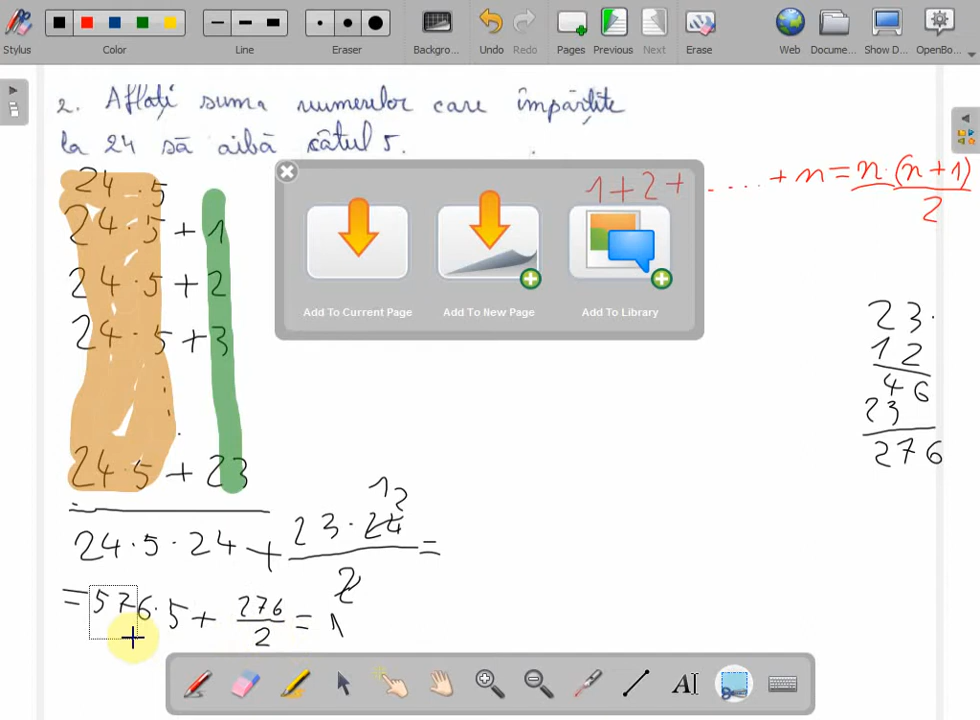 Stylus
Color
Line
Eraser
Backgro...
Undo
Redo
Pages
Previous
Next
Erase
Web
Docume...
Show D...
OpenBo...
2. Aflați suma numerelor care împărțite
la 24 să aibă câtul 5.
1+2+ .....+n = n·(n+1)
2
24·5
24·5+1
24·5+2
24·5+3
24·5+23
Add To Current Page
Add To New Page
Add To Library
23·
12
46
23
276
12
24·5·24 + 23·24 =
2
= 576·5 + 276 = 1
2